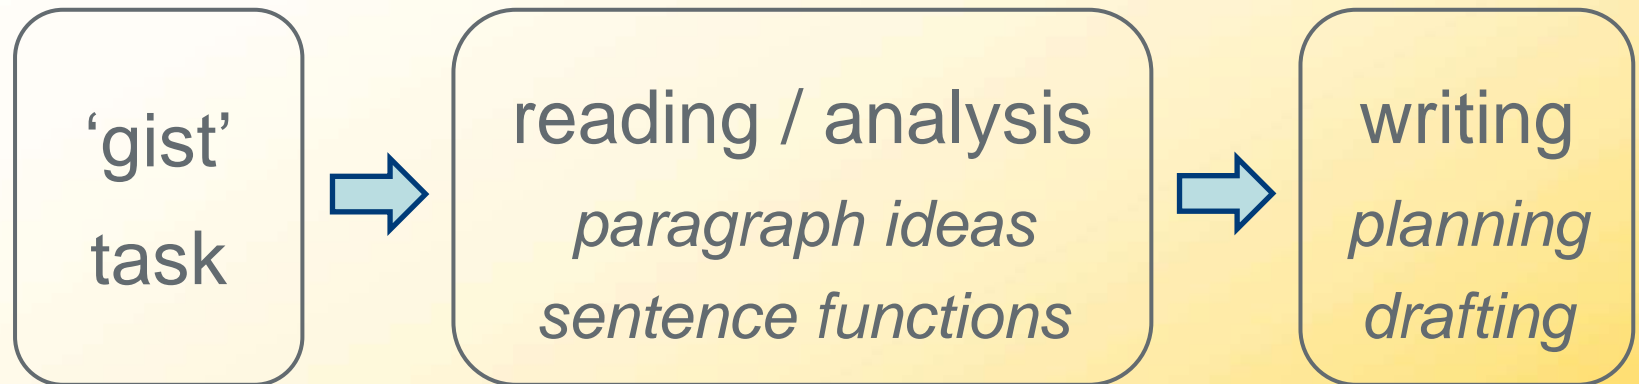 ‘gist’
task
reading / analysis
paragraph ideas
sentence functions
writing
planning
drafting